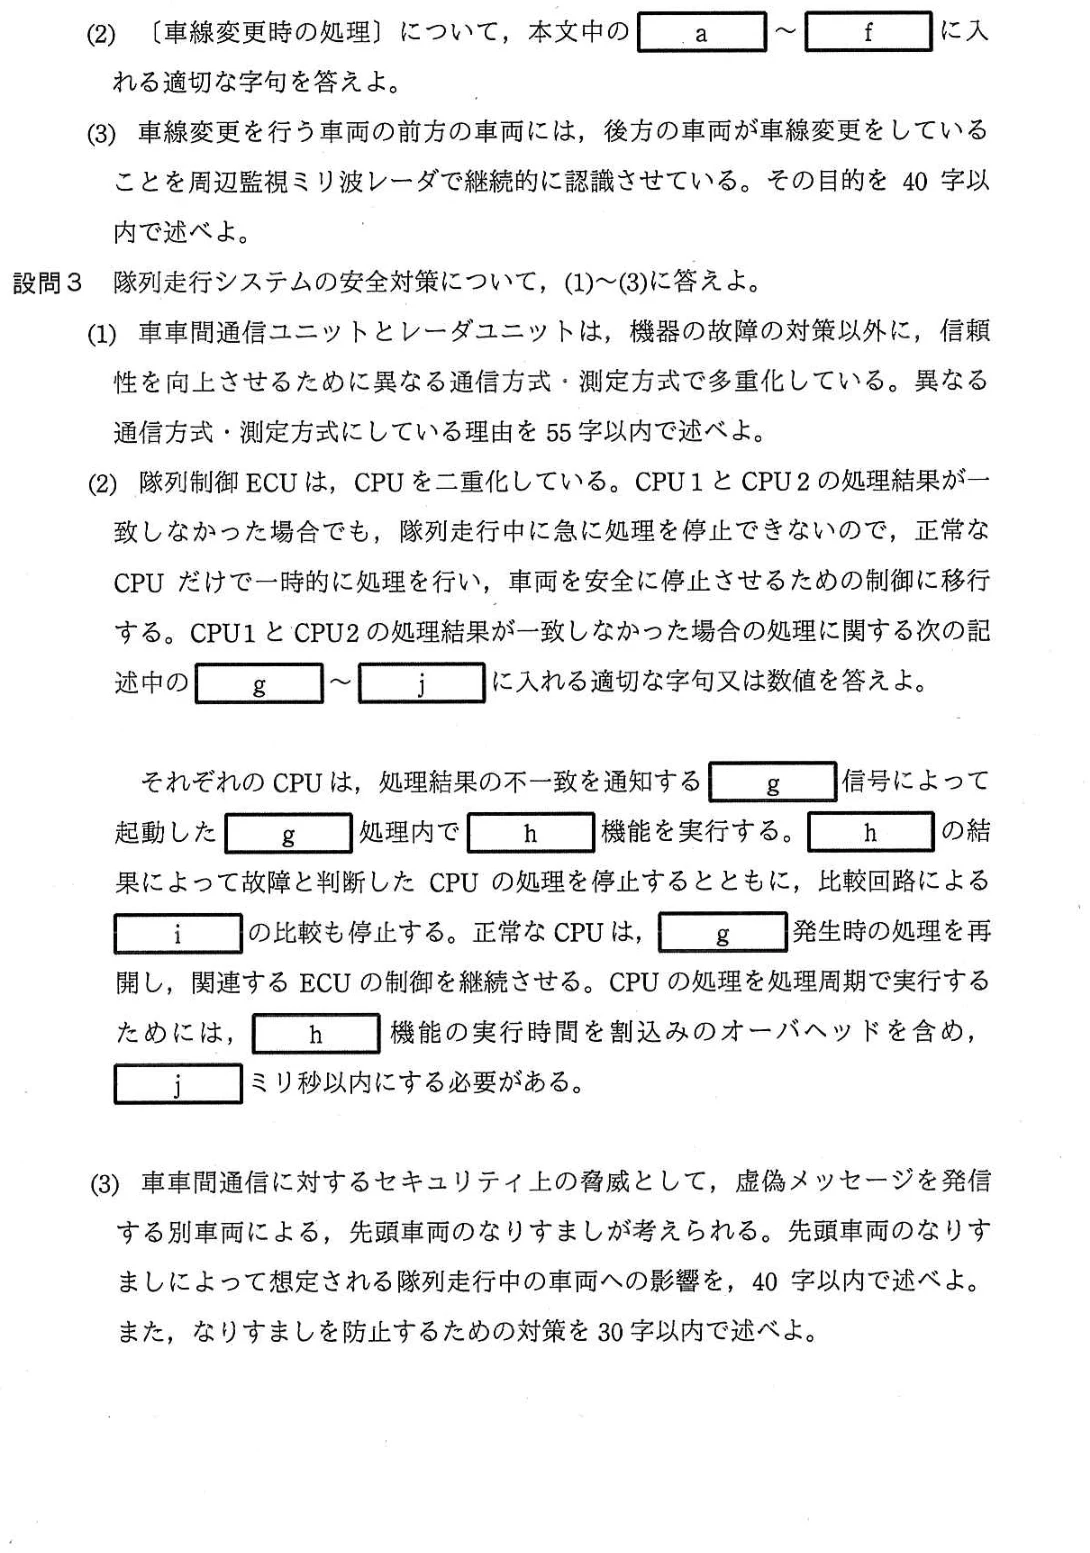 (2) 〔車線変更時の処理〕について，本文中の a ～ f に入
れる適切な字句を答えよ。
(3) 車線変更を行う車両の前方の車両には，後方の車両が車線変更をしている
ことを周辺監視ミリ波レーダで継続的に認識させている。その目的を 40 字以
内で述べよ。
設問３ 隊列走行システムの安全対策について，(1)～(3)に答えよ。
(1) 車車間通信ユニットとレーダユニットは，機器の故障の対策以外に，信頼
性を向上させるために異なる通信方式・測定方式で多重化している。異なる
通信方式・測定方式にしている理由を 55 字以内で述べよ。
(2) 隊列制御 ECU は，CPU を二重化している。CPU 1 と CPU 2 の処理結果が一
致しなかった場合でも，隊列走行中に急に処理を停止できないので，正常な
CPU だけで一時的に処理を行い，車両を安全に停止させるための制御に移行
する。CPU1 と CPU2 の処理結果が一致しなかった場合の処理に関する次の記
述中の g ～ j に入れる適切な字句又は数値を答えよ。
それぞれの CPU は，処理結果の不一致を通知する g 信号によって
起動した g 処理内で h 機能を実行する。 h の結
果によって故障と判断した CPU の処理を停止するとともに，比較回路による
i の比較も停止する。正常な CPU は， g 発生時の処理を再
開し，関連する ECU の制御を継続させる。CPU の処理を処理周期で実行する
ためには， h 機能の実行時間を割込みのオーバヘッドを含め，
j ミリ秒以内にする必要がある。
(3) 車車間通信に対するセキュリティ上の脅威として，虚偽メッセージを発信
する別車両による，先頭車両のなりすましが考えられる。先頭車両のなりす
ましによって想定される隊列走行中の車両への影響を，40 字以内で述べよ。
また，なりすましを防止するための対策を 30 字以内で述べよ。